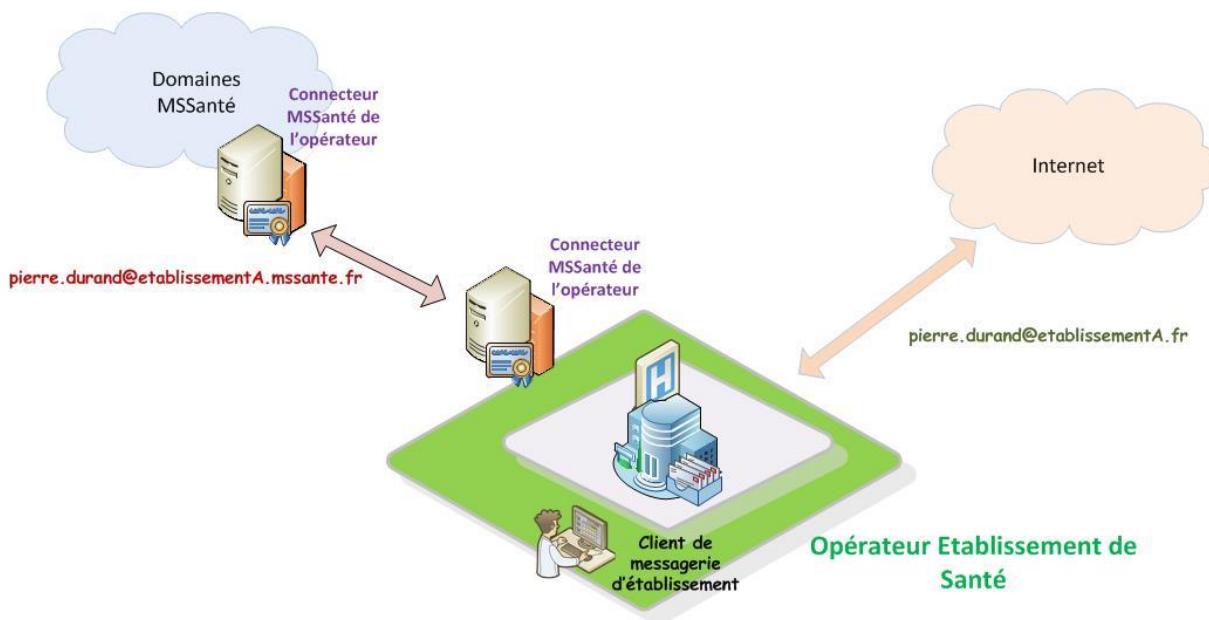 Domaines
MSSanté
Connecteur
MSSanté de
l'opérateur
Internet
pierre.durand@etablissementA.mssante.fr
Connecteur
MSSanté de
l'opérateur
pierre.durand@etablissementA.fr
H
Client de
messagerie
d'établissement
Opérateur Etablissement de
Santé